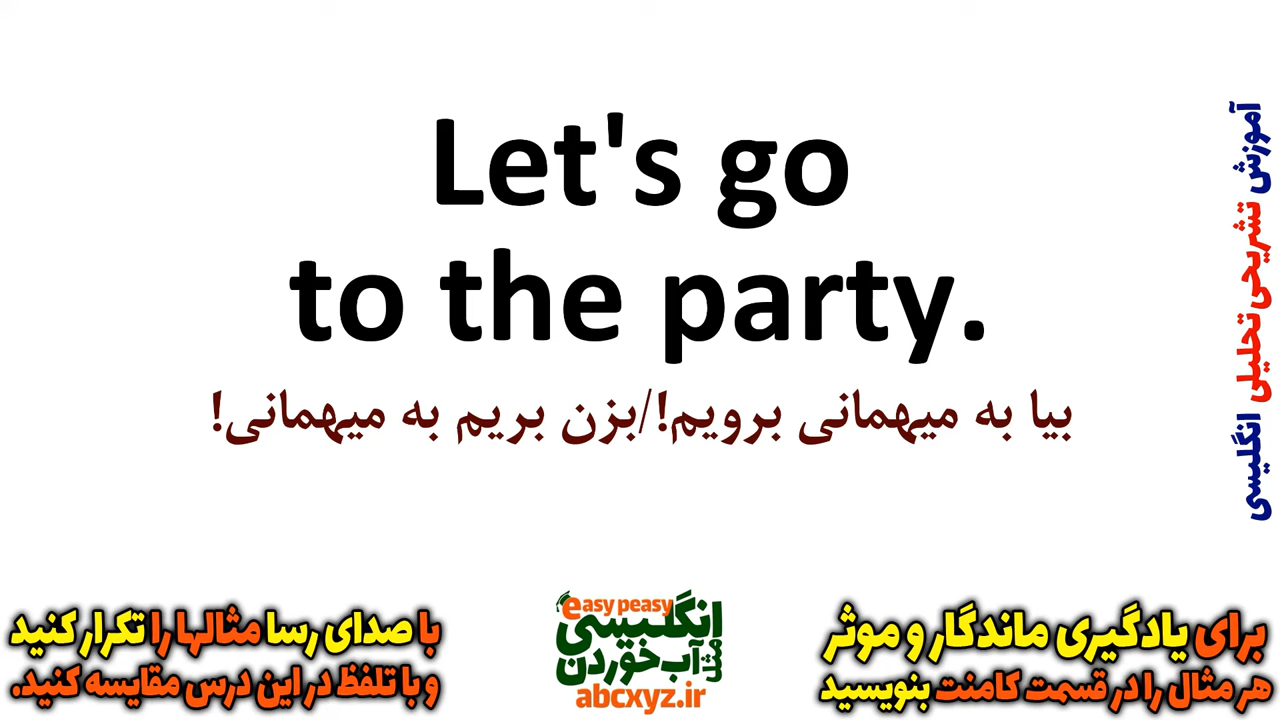 Let's go
to the party.
بیا به میهمانی برویم!/بزن بریم به میهمانی!
آموزش تشریحی تحلیلی انگلیسی
با صدای رسا مثالها را تکرار کنید
و با تلفظ در این درس مقایسه کنید.
easy peasy
انگلیسی
مثل آب خوردن
abcxyz.ir
برای یادگیری ماندگار و موثر
هر مثال را در قسمت کامنت بنویسید